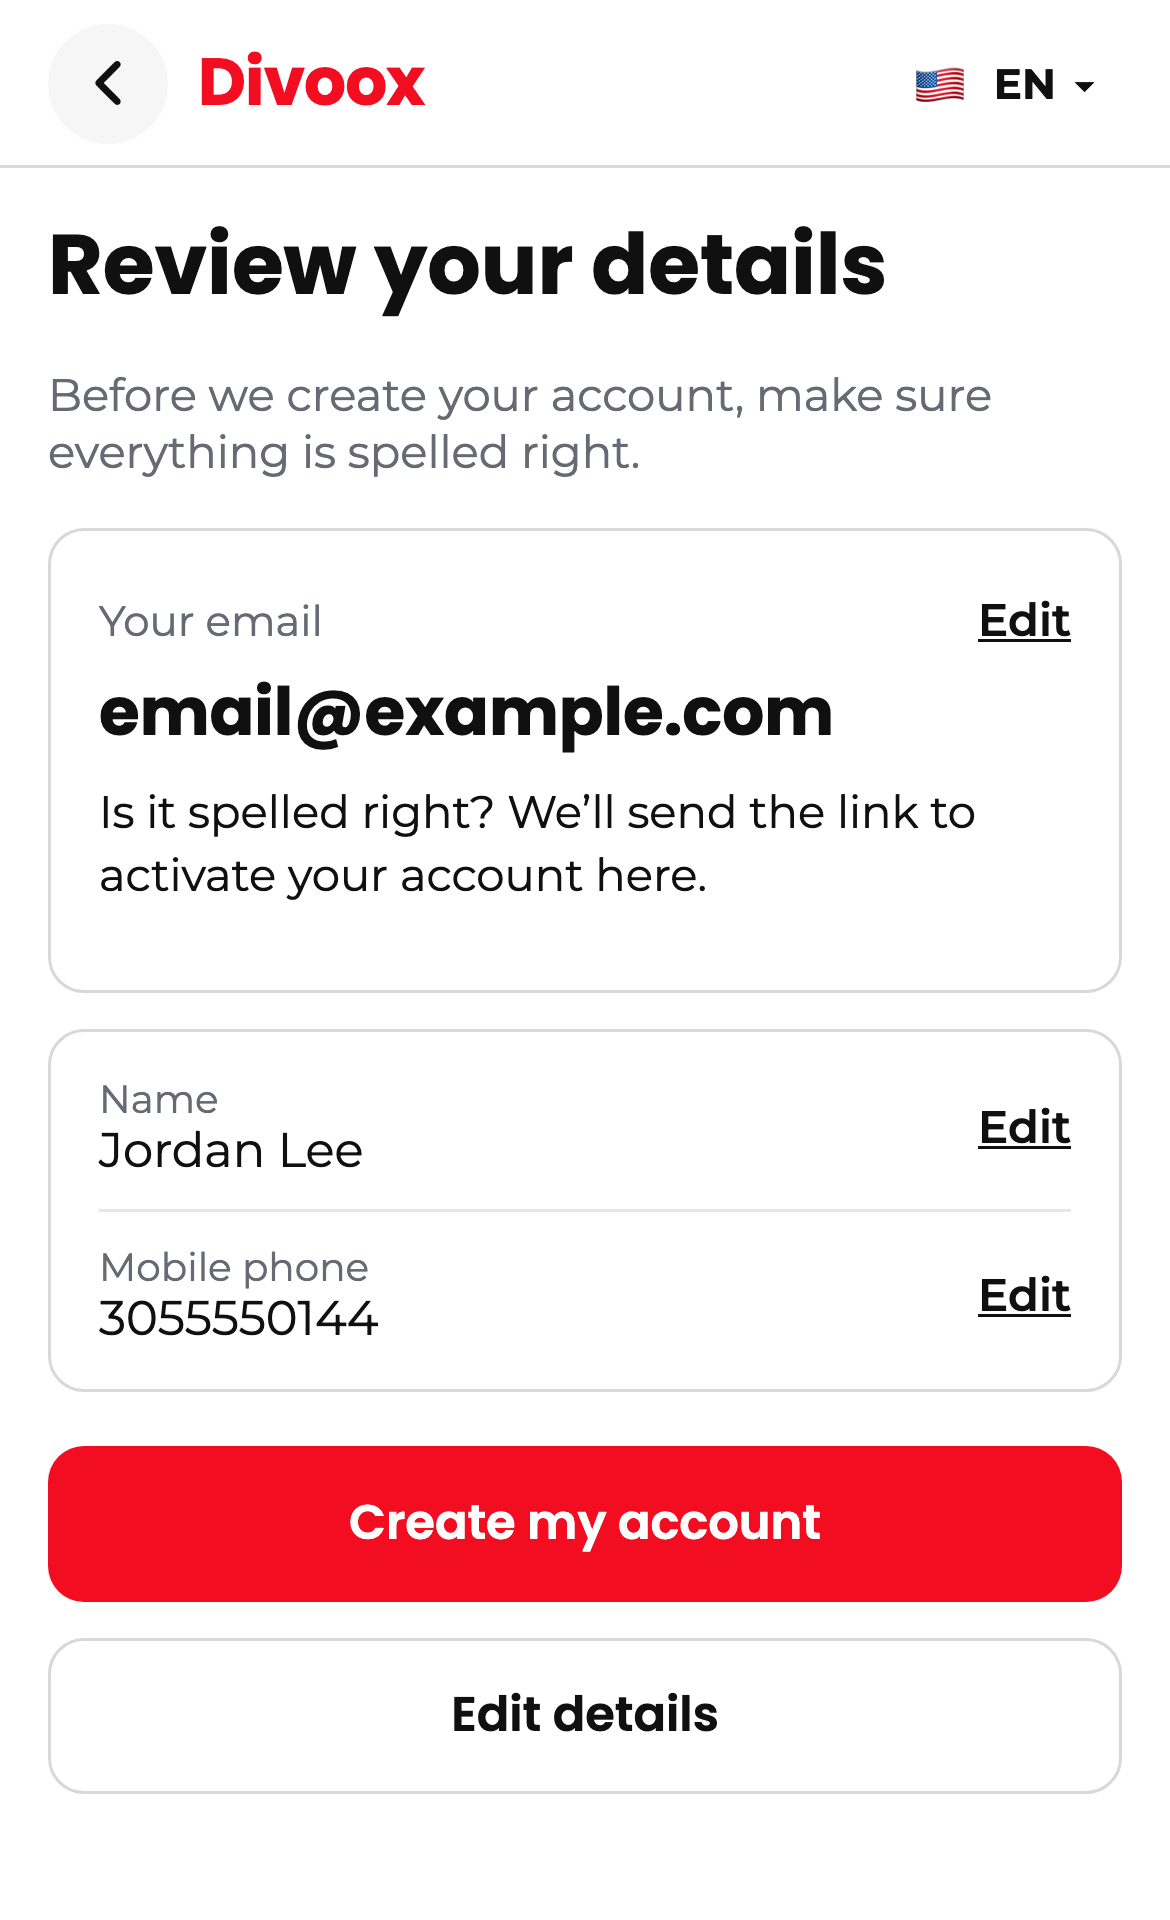 Divoox
EN
Review your details
Before we create your account, make sure
everything is spelled right.
Your email
Edit
email@example.com
Is it spelled right? We’ll send the link to
activate your account here.
Name
Jordan Lee
Edit
Mobile phone
3055550144
Edit
Create my account
Edit details